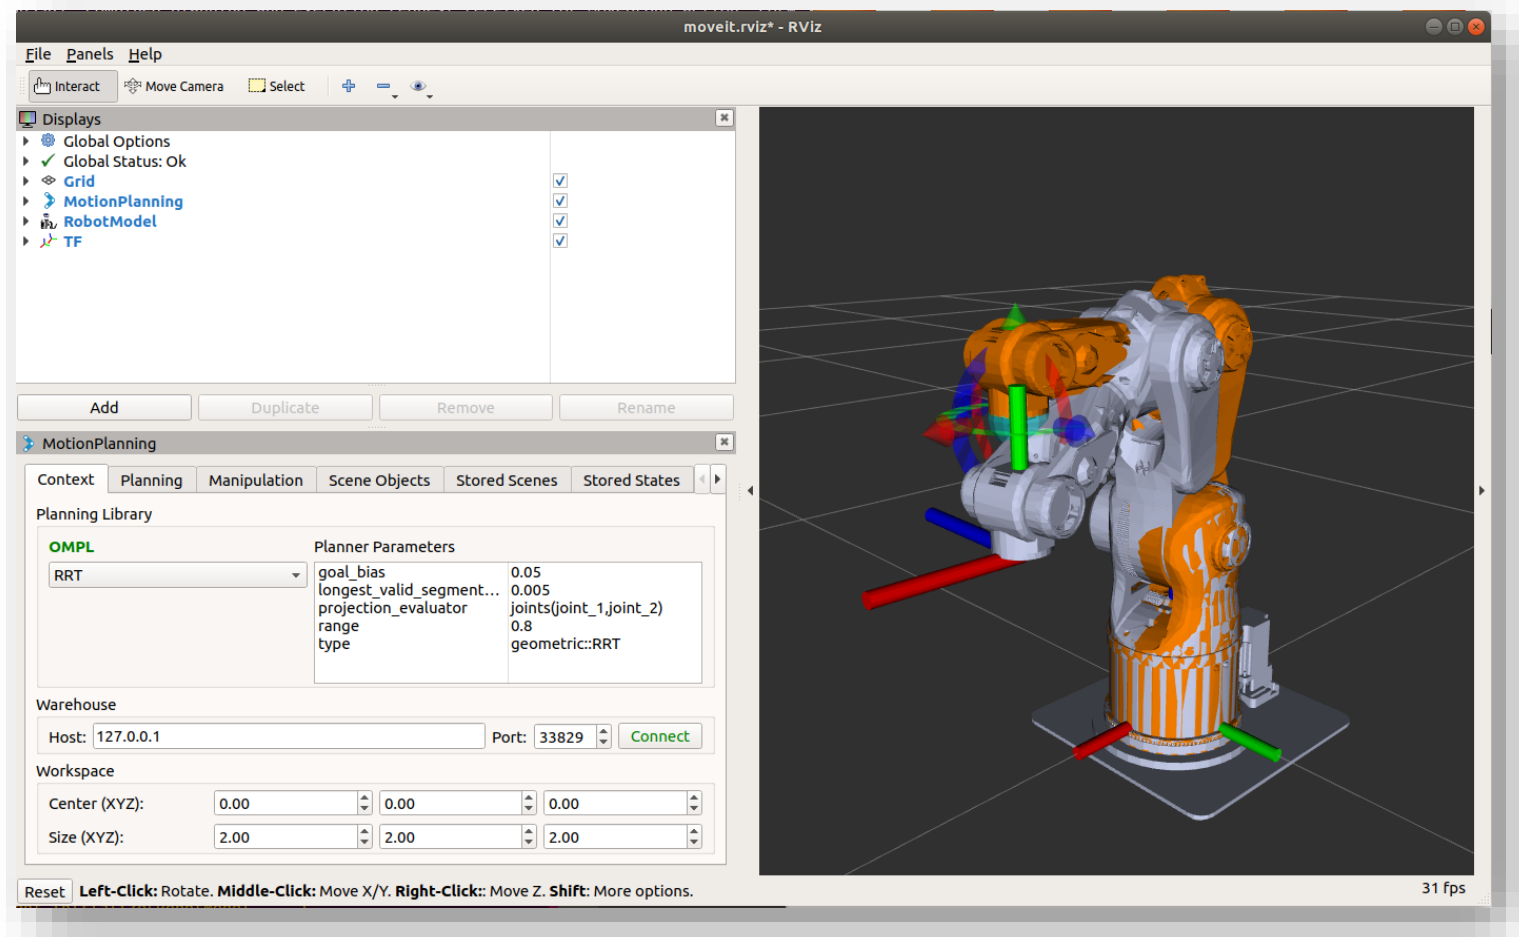 moveit.rviz* - RViz
File Panels Help
Interact Move Camera Select
Displays
Global Options
Global Status: Ok
Grid
MotionPlanning
RobotModel
TF
Add Duplicate Remove Rename
MotionPlanning
Context Planning Manipulation Scene Objects Stored Scenes Stored States
Planning Library
OMPL Planner Parameters
RRT
goal_bias 0.05
longest_valid_segment... 0.005
projection_evaluator joints(joint_1,joint_2)
range 0.8
type geometric::RRT
Warehouse
Host: 127.0.0.1 Port: 33829 Connect
Workspace
Center (XYZ): 0.00 0.00 0.00
Size (XYZ): 2.00 2.00 2.00
Reset Left-Click: Rotate. Middle-Click: Move X/Y. Right-Click:: Move Z. Shift: More options. 31 fps